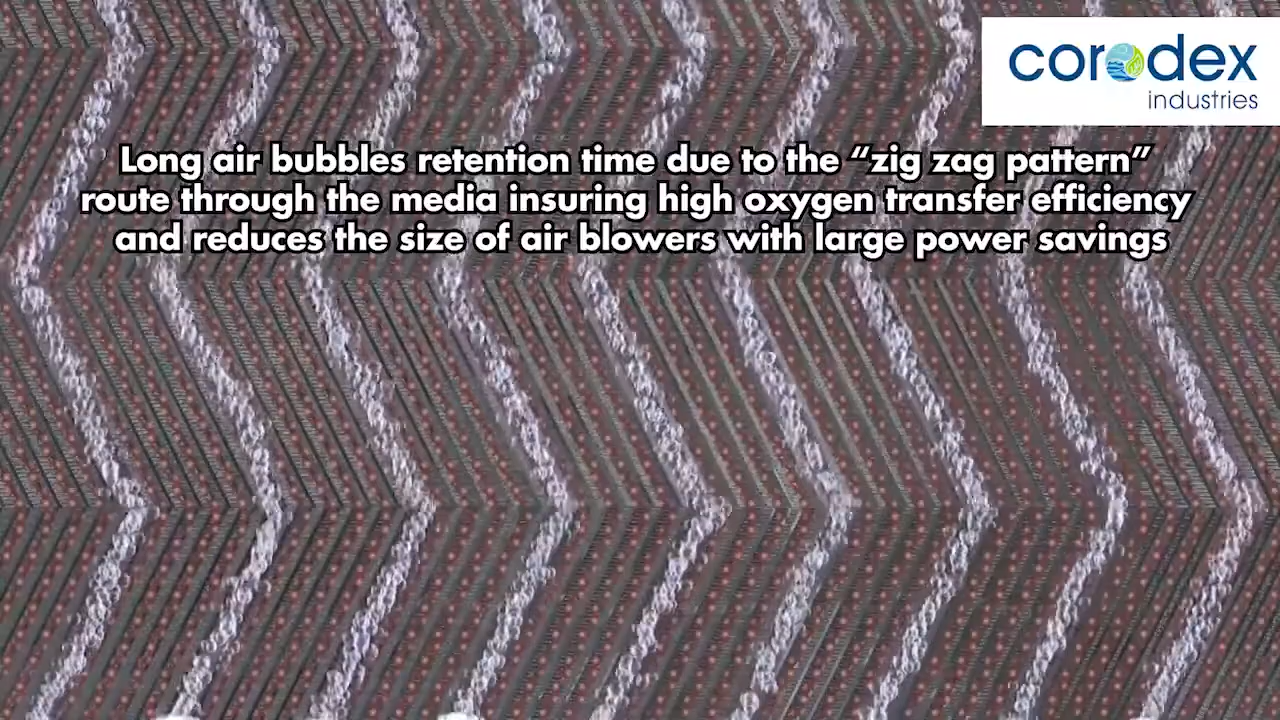 corodex
industries
Long air bubbles retention time due to the “zig zag pattern”
route through the media insuring high oxygen transfer efficiency
and reduces the size of air blowers with large power savings